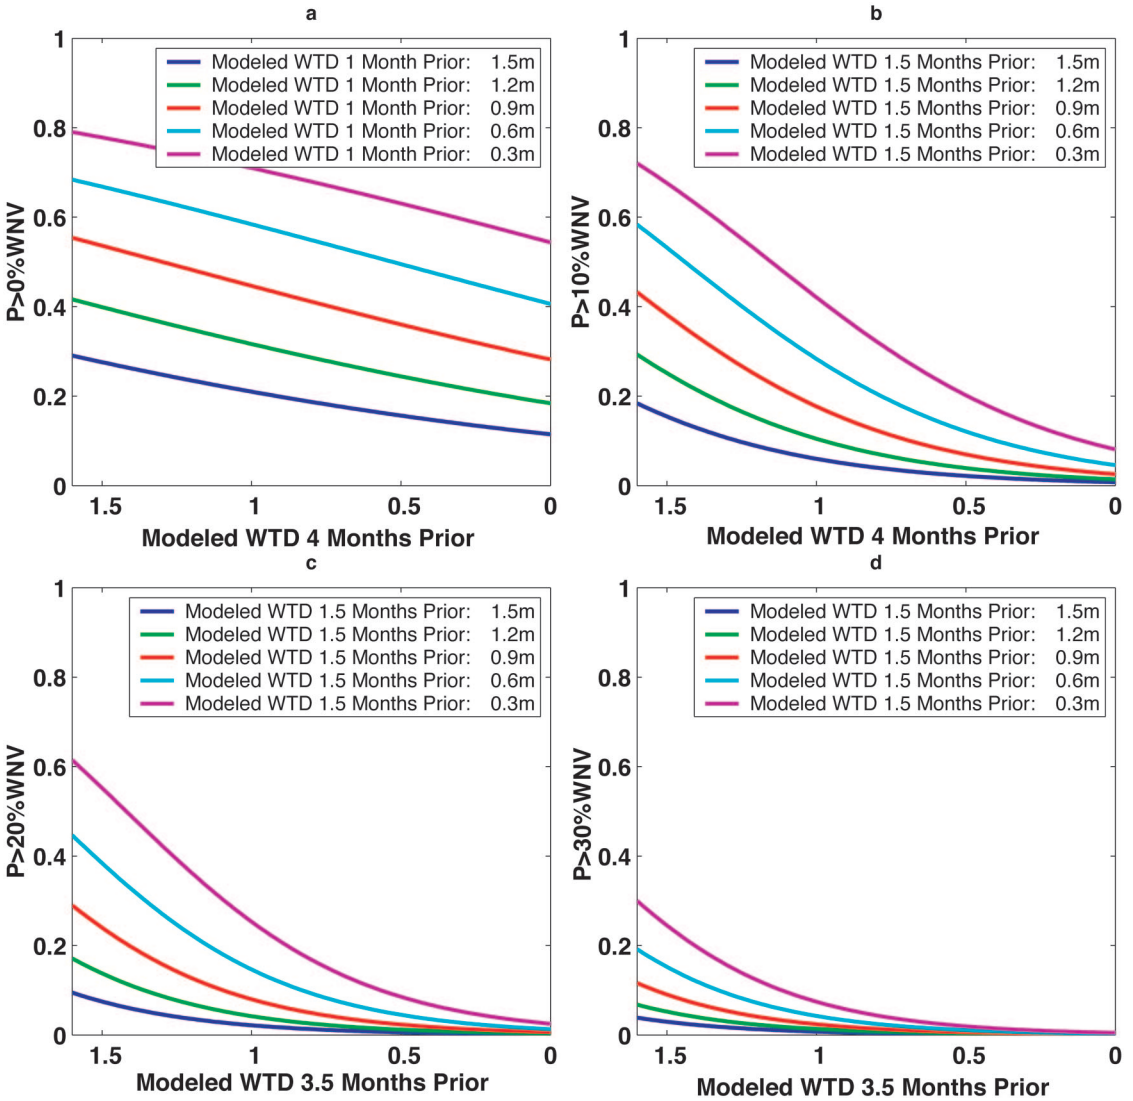 a
P>0%WNV
1
0.8
0.6
0.4
0.2
0
Modeled WTD 1 Month Prior: 1.5m
Modeled WTD 1 Month Prior: 1.2m
Modeled WTD 1 Month Prior: 0.9m
Modeled WTD 1 Month Prior: 0.6m
Modeled WTD 1 Month Prior: 0.3m
1.5 1 0.5 0
Modeled WTD 4 Months Prior
b
P>10%WNV
1
0.8
0.6
0.4
0.2
0
Modeled WTD 1.5 Months Prior: 1.5m
Modeled WTD 1.5 Months Prior: 1.2m
Modeled WTD 1.5 Months Prior: 0.9m
Modeled WTD 1.5 Months Prior: 0.6m
Modeled WTD 1.5 Months Prior: 0.3m
1.5 1 0.5 0
Modeled WTD 4 Months Prior
c
P>20%WNV
1
0.8
0.6
0.4
0.2
0
Modeled WTD 1.5 Months Prior: 1.5m
Modeled WTD 1.5 Months Prior: 1.2m
Modeled WTD 1.5 Months Prior: 0.9m
Modeled WTD 1.5 Months Prior: 0.6m
Modeled WTD 1.5 Months Prior: 0.3m
1.5 1 0.5 0
Modeled WTD 3.5 Months Prior
d
P>30%WNV
1
0.8
0.6
0.4
0.2
0
Modeled WTD 1.5 Months Prior: 1.5m
Modeled WTD 1.5 Months Prior: 1.2m
Modeled WTD 1.5 Months Prior: 0.9m
Modeled WTD 1.5 Months Prior: 0.6m
Modeled WTD 1.5 Months Prior: 0.3m
1.5 1 0.5 0
Modeled WTD 3.5 Months Prior